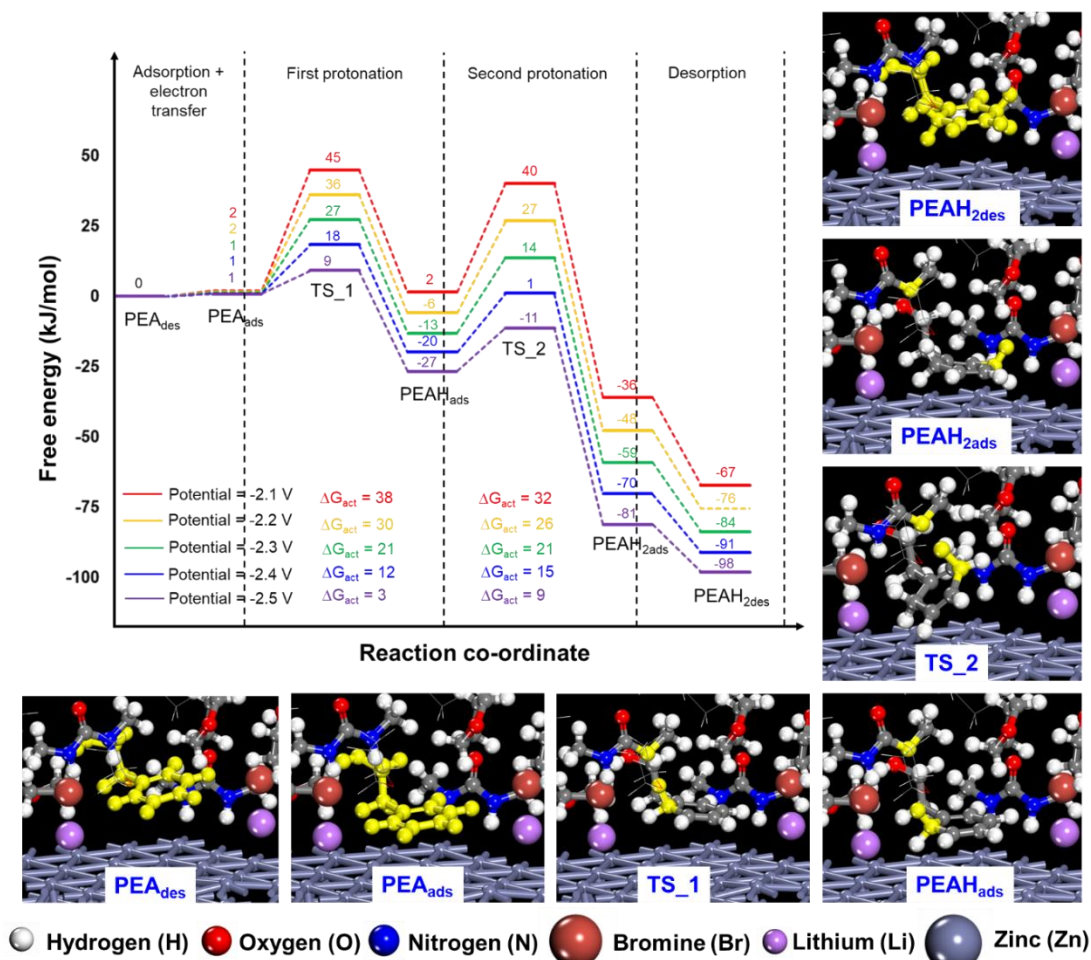 Adsorption +
electron
transfer
First protonation
Second protonation
Desorption
Free energy (kJ/mol)
50
25
0
-25
-50
-75
-100
0
PEAdes
2
2
1
1
1
PEAads
45
36
27
18
9
TS_1
2
-6
-13
-20
-27
PEAHads
40
27
14
1
-11
TS_2
-36
-48
-59
-70
-81
PEAH2ads
-67
-76
-84
-91
-98
PEAH2des
Potential = -2.1 V ΔGact = 38 ΔGact = 32
Potential = -2.2 V ΔGact = 30 ΔGact = 26
Potential = -2.3 V ΔGact = 21 ΔGact = 21
Potential = -2.4 V ΔGact = 12 ΔGact = 15
Potential = -2.5 V ΔGact = 3 ΔGact = 9
Reaction co-ordinate
PEAH2des
PEAH2ads
TS_2
PEAdes
PEAads
TS_1
PEAHads
Hydrogen (H) Oxygen (O) Nitrogen (N) Bromine (Br) Lithium (Li) Zinc (Zn)